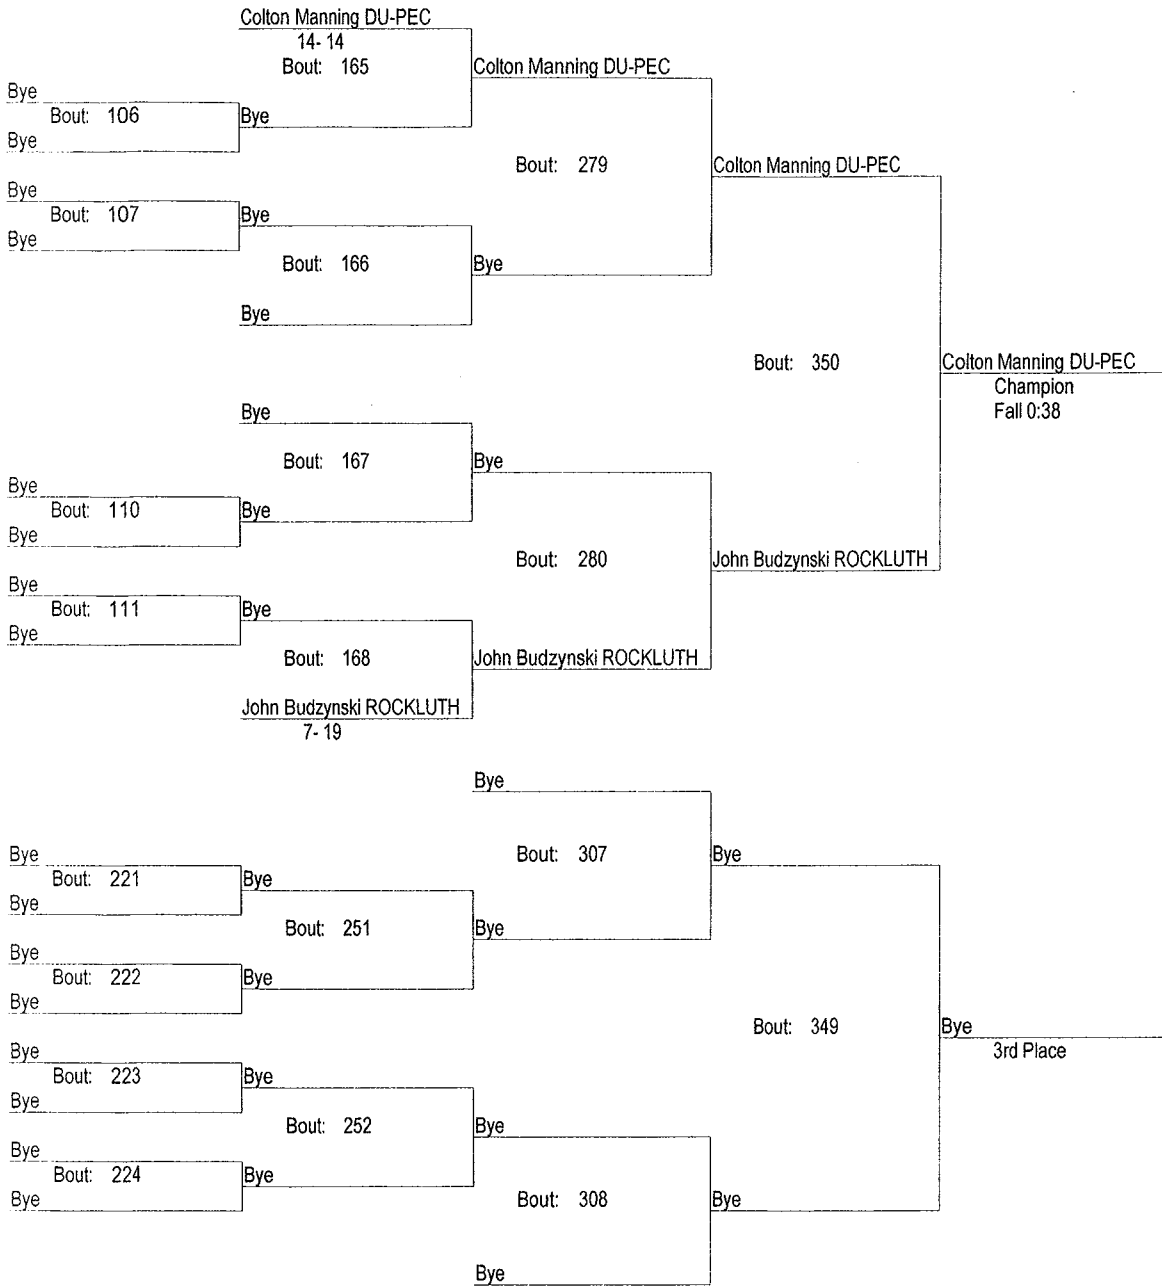 Colton Manning DU-PEC
14- 14
Bout: 165
Colton Manning DU-PEC
Bye
Bout: 106
Bye
Bye
Bout: 279
Colton Manning DU-PEC
Bye
Bout: 107
Bye
Bye
Bout: 166
Bye
Bye
Bout: 350
Colton Manning DU-PEC
Champion
Fall 0:38
Bye
Bout: 167
Bye
Bye
Bout: 110
Bye
Bye
Bout: 280
John Budzynski ROCKLUTH
Bye
Bout: 111
Bye
Bye
Bout: 168
John Budzynski ROCKLUTH
John Budzynski ROCKLUTH
7- 19
Bye
Bout: 307
Bye
Bye
Bout: 221
Bye
Bye
Bout: 251
Bye
Bye
Bout: 222
Bye
Bye
Bout: 349
Bye
3rd Place
Bye
Bout: 223
Bye
Bye
Bout: 252
Bye
Bye
Bout: 224
Bye
Bye
Bout: 308
Bye
Bye